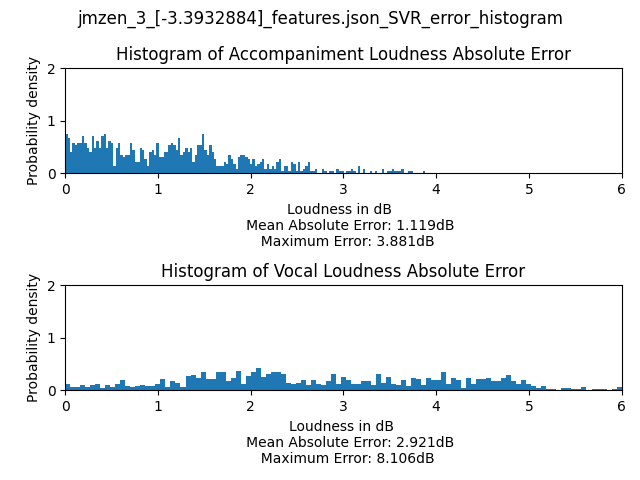 jmzen_3_[-3.3932884]_features.json_SVR_error_histogram
Histogram of Accompaniment Loudness Absolute Error
Probability density
2
1
0
0 1 2 3 4 5 6
Loudness in dB
Mean Absolute Error: 1.119dB
Maximum Error: 3.881dB
Histogram of Vocal Loudness Absolute Error
Probability density
2
1
0
0 1 2 3 4 5 6
Loudness in dB
Mean Absolute Error: 2.921dB
Maximum Error: 8.106dB